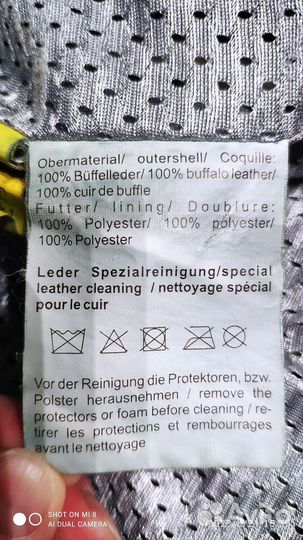 Obermaterial/ outershell/ Coquille:
100% Büffelleder/ 100% buffalo leather/
100% cuir de buffle
Futter/ lining/ Doublure:
100% Polyester/ 100% polyester/
100% Polyester
Leder Spezialreinigung/special
leather cleaning / nettoyage spécial
pour le cuir
Vor der Reinigung die Protektoren, bzw.
Polster herausnehmen / remove the
protectors or foam before cleaning / re-
tirer les protections et rembourrages
avant le nettoyage
SHOT ON MI 8
AI DUAL CAMERA
Avito